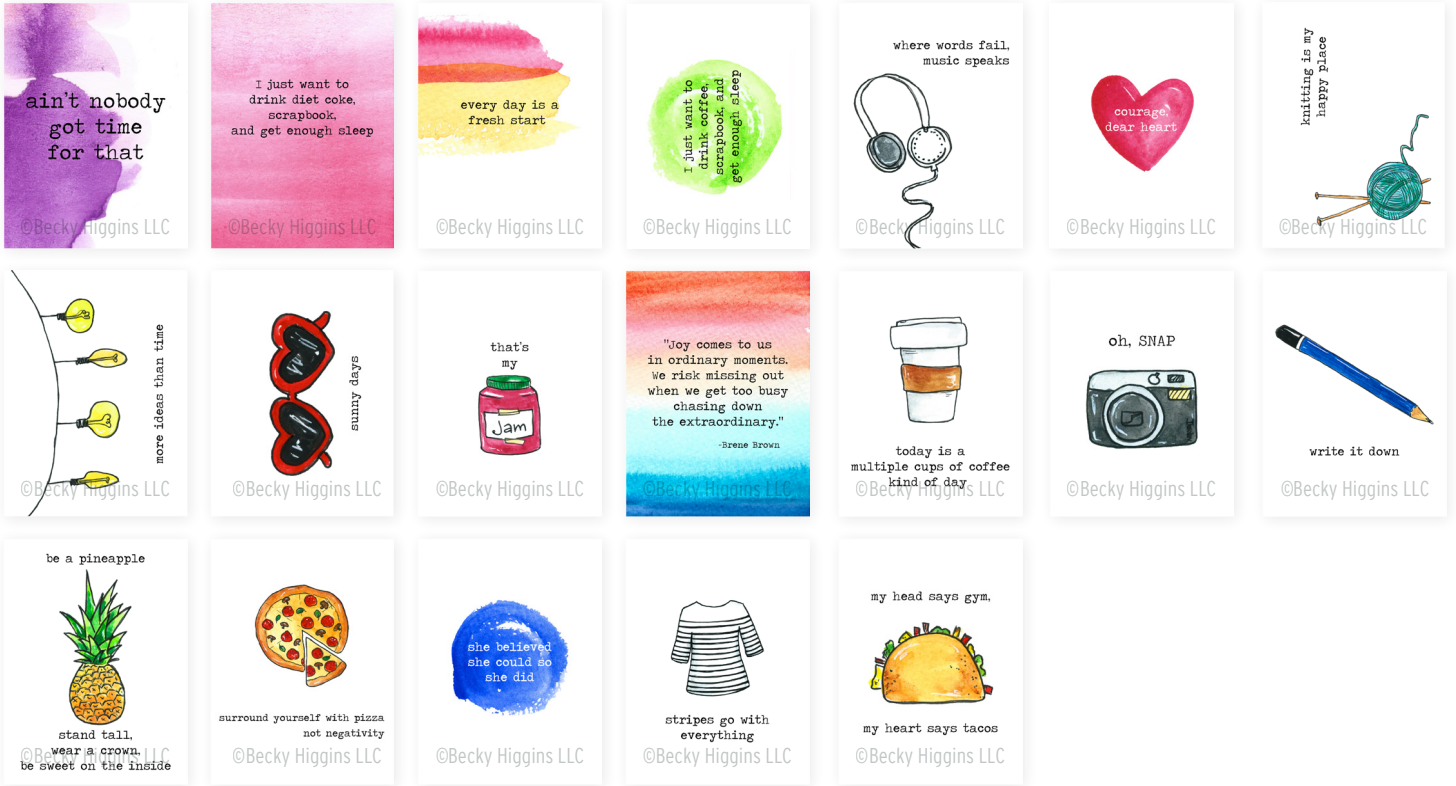 ain't nobody
got time
for that
©Becky Higgins LLC
I just want to
drink diet coke,
scrapbook,
and get enough sleep
©Becky Higgins LLC
every day is a
fresh start
©Becky Higgins LLC
I just want to
drink coffee,
scrapbook, and
get enough sleep
©Becky Higgins LLC
where words fail,
music speaks
©Becky Higgins LLC
courage,
dear heart
©Becky Higgins LLC
knitting is my
happy place
©Becky Higgins LLC
more ideas than time
©Becky Higgins LLC
sunny days
©Becky Higgins LLC
that's
my
Jam
©Becky Higgins LLC
"Joy comes to us
in ordinary moments.
We risk missing out
when we get too busy
chasing down
the extraordinary."
-Brene Brown
©Becky Higgins LLC
today is a
multiple cups of coffee
kind of day
©Becky Higgins LLC
oh, SNAP
©Becky Higgins LLC
write it down
©Becky Higgins LLC
be a pineapple
stand tall,
wear a crown,
be sweet on the inside
©Becky Higgins LLC
surround yourself with pizza
not negativity
©Becky Higgins LLC
she believed
she could so
she did
©Becky Higgins LLC
stripes go with
everything
©Becky Higgins LLC
my head says gym,
my heart says tacos
©Becky Higgins LLC